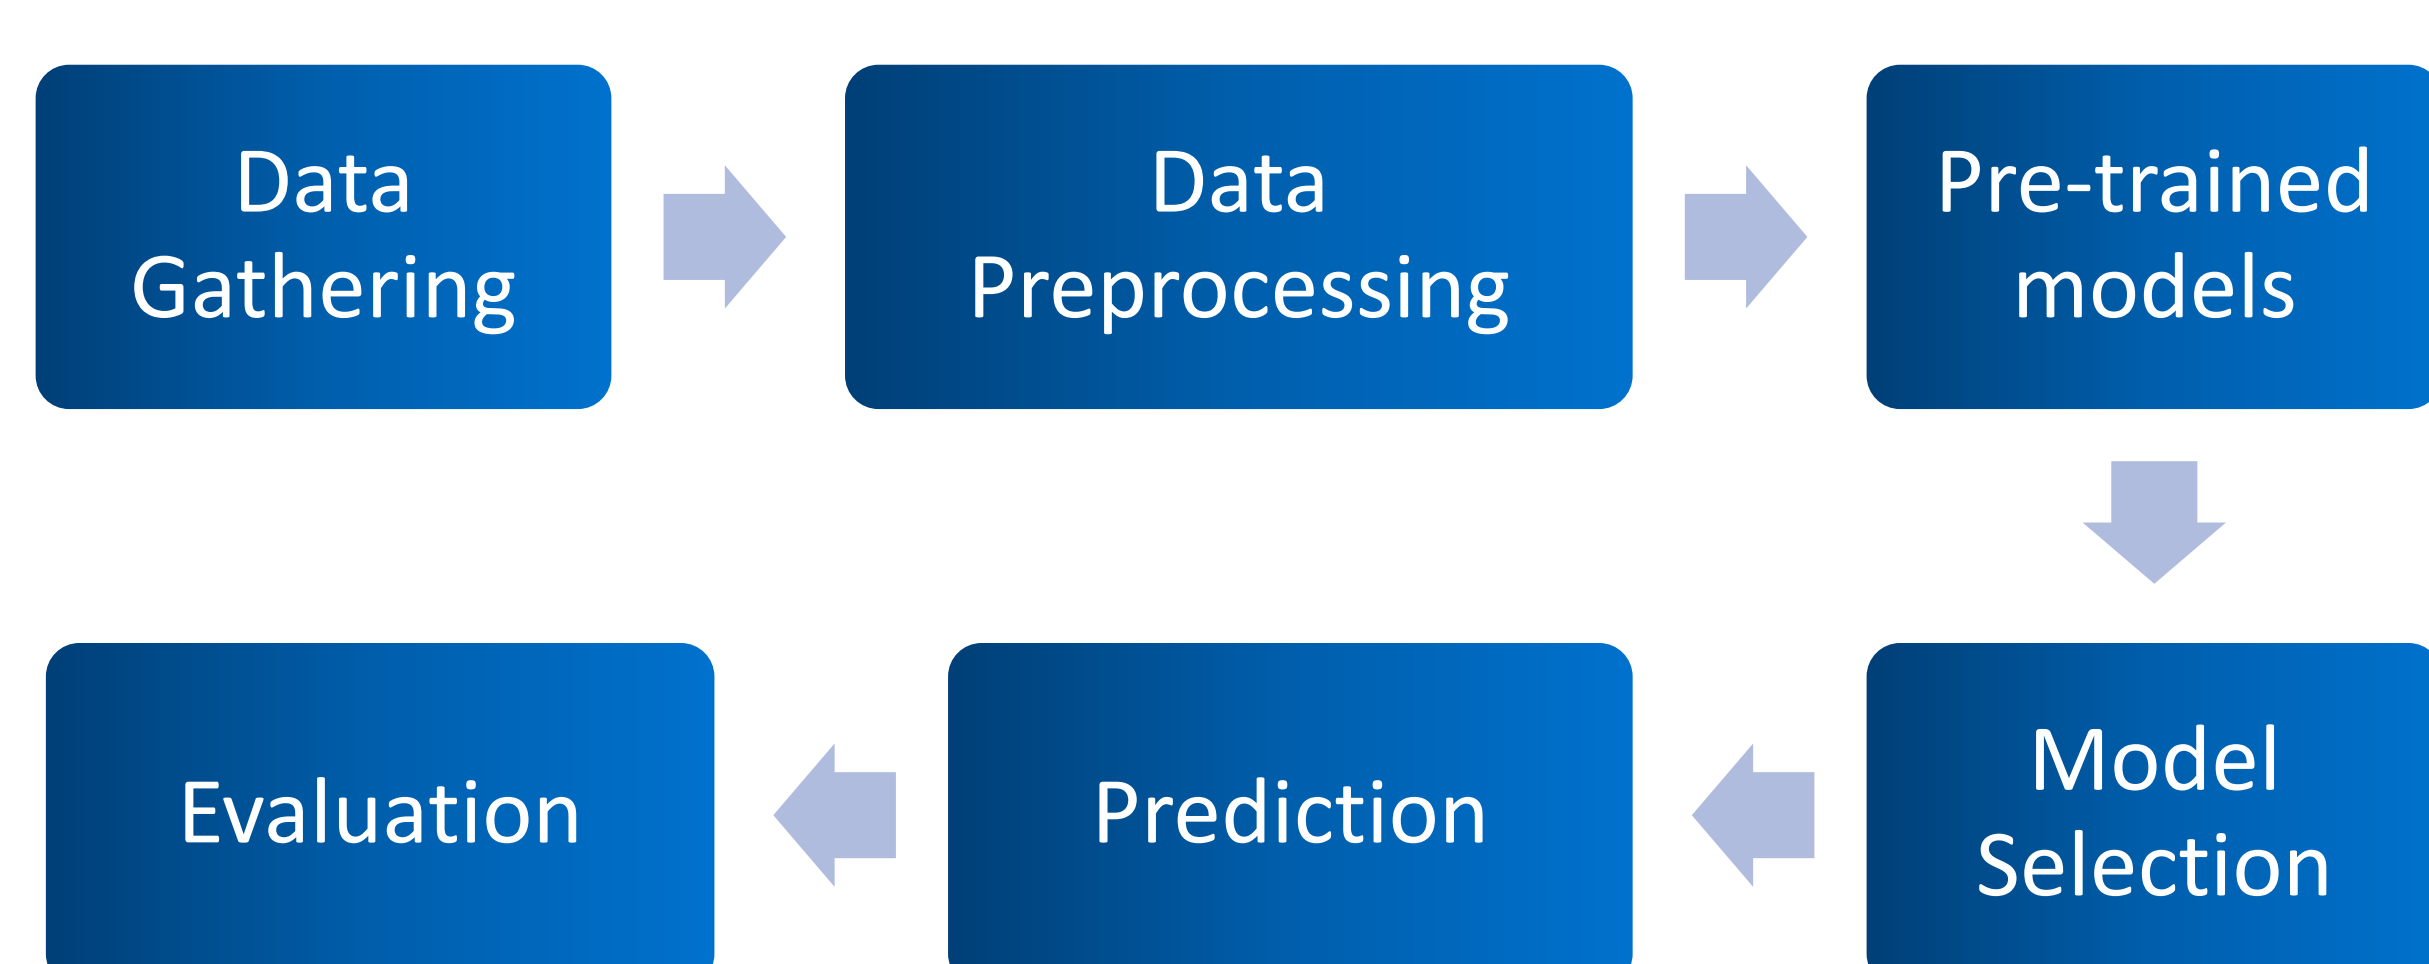 Data
Gathering
Data
Preprocessing
Pre-trained
models
Model
Selection
Prediction
Evaluation